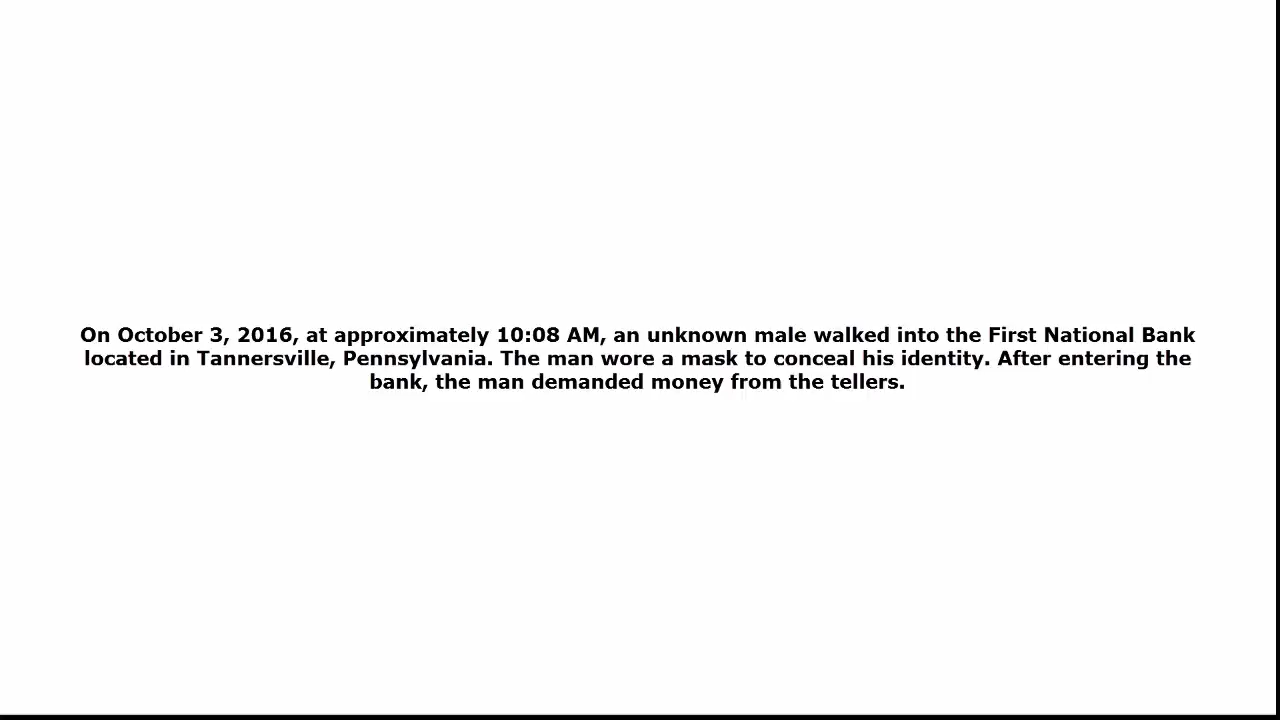 On October 3, 2016, at approximately 10:08 AM, an unknown male walked into the First National Bank
located in Tannersville, Pennsylvania. The man wore a mask to conceal his identity. After entering the
bank, the man demanded money from the tellers.